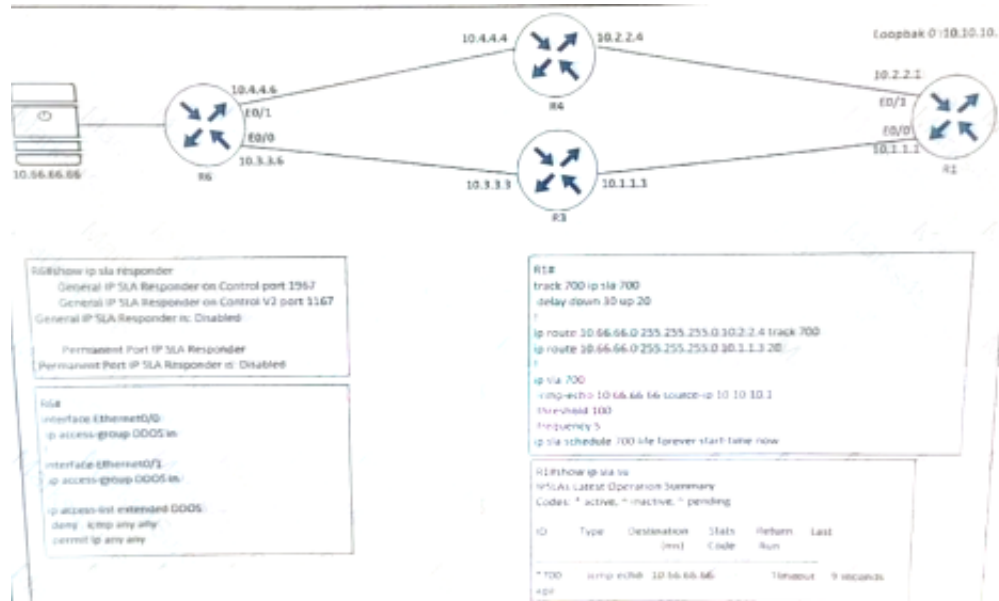 10.4.4.4
10.2.2.4
Loopbak 0 :10.10.10.
10.4.4.6
R4
10.2.2.1
E0/1
E0/1
E0/0
E0/0
10.66.66.66
R6
10.3.3.6
10.1.1.1
10.3.3.3
10.1.1.3
R1
R3
R6#show ip sla responder
General IP SLA Responder on Control port 1967
General IP SLA Responder on Control V2 port 1167
General IP SLA Responder is: Disabled
Permanent Port IP SLA Responder
Permanent Port IP SLA Responder is: Disabled
R6#
interface Ethernet0/0
ip access-group DDOS in
!
interface Ethernet0/1
ip access-group DDOS in
ip access-list extended DDOS
deny icmp any any
permit ip any any
R1#
track 700 ip sla 700
delay down 30 up 20
!
ip route 10.66.66.0 255.255.255.0 10.2.2.4 track 700
ip route 10.66.66.0 255.255.255.0 10.1.1.3 20
!
ip sla 700
icmp-echo 10.66.66.66 source-ip 10.10.10.1
threshold 100
frequency 5
ip sla schedule 700 life forever start-time now
R1#show ip sla su
IPSLAs Latest Operation Summary
Codes: * active, ^ inactive, ~ pending
ID Type Destination Stats Return Last
(ms) Code Run
*700 icmp-echo 10.66.66.66 Timeout 9 seconds
ago